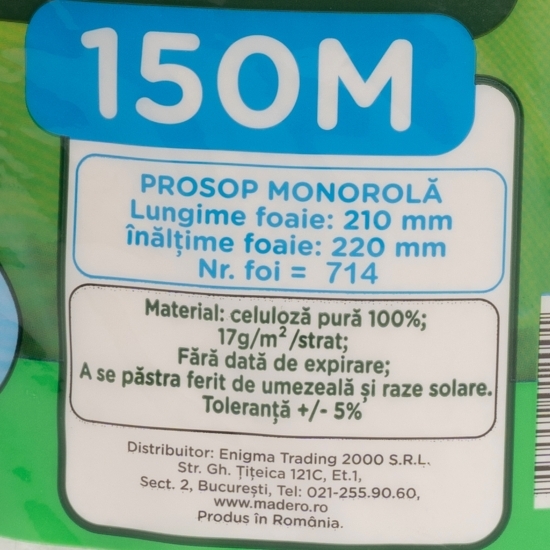 150M
PROSOP MONOROLĂ
Lungime foaie: 210 mm
înălțime foaie: 220 mm
Nr. foi = 714
Material: celuloză pură 100%;
17g/m²/strat;
Fără dată de expirare;
A se păstra ferit de umezeală și raze solare.
Toleranță +/- 5%
Distribuitor: Enigma Trading 2000 S.R.L.
Str. Gh. Țițeica 121C, Et.1,
Sect. 2, București, Tel: 021-255.90.60,
www.madero.ro
Produs în România.